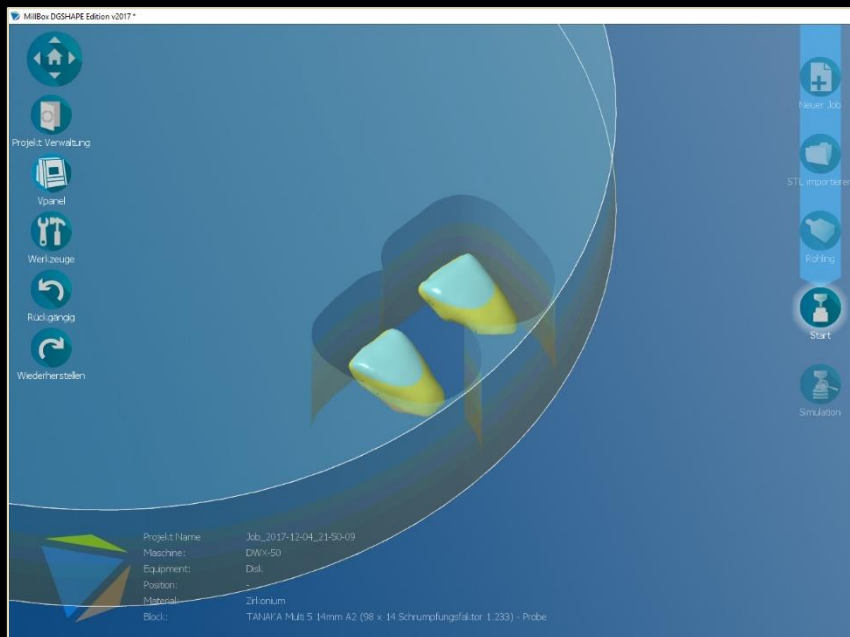 MillBox DGSHAPE Edition v2017 *
Projekt Verwaltung
Vpanel
Werkzeuge
Rückgängig
Wiederherstellen
Neuer Job
STL importieren
Rohling
Start
Simulation
Projekt Name Job_2017-12-04_21-50-09
Maschine: DWX-50
Equipment: Disk
Position: -
Material: Zirkonium
Block: TANAKA Multi 5 14mm A2 (98 x 14 Schrumpfungsfaktor 1.233) - Probe